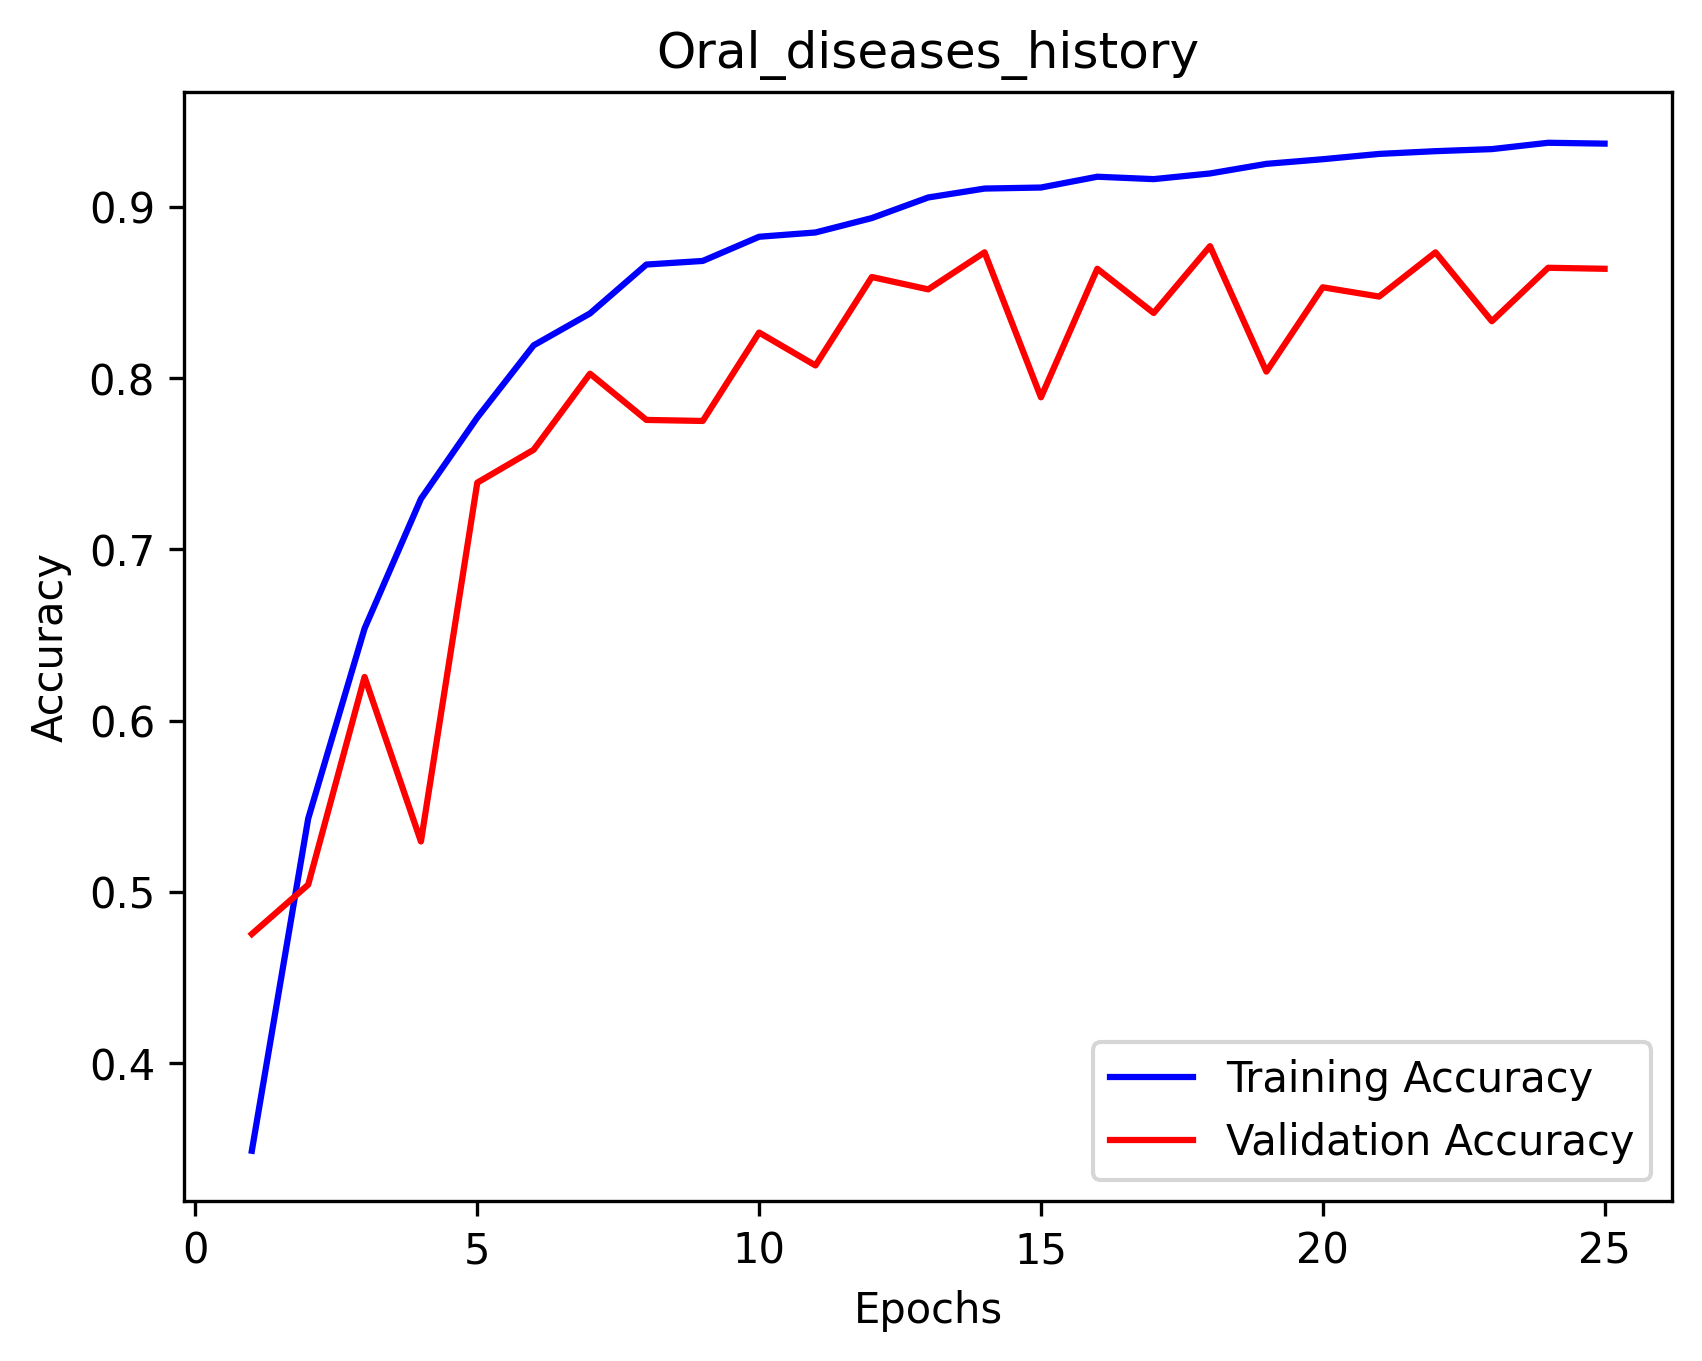 Oral_diseases_history
Accuracy
0.9
0.8
0.7
0.6
0.5
0.4
Training Accuracy
Validation Accuracy
0 5 10 15 20 25
Epochs